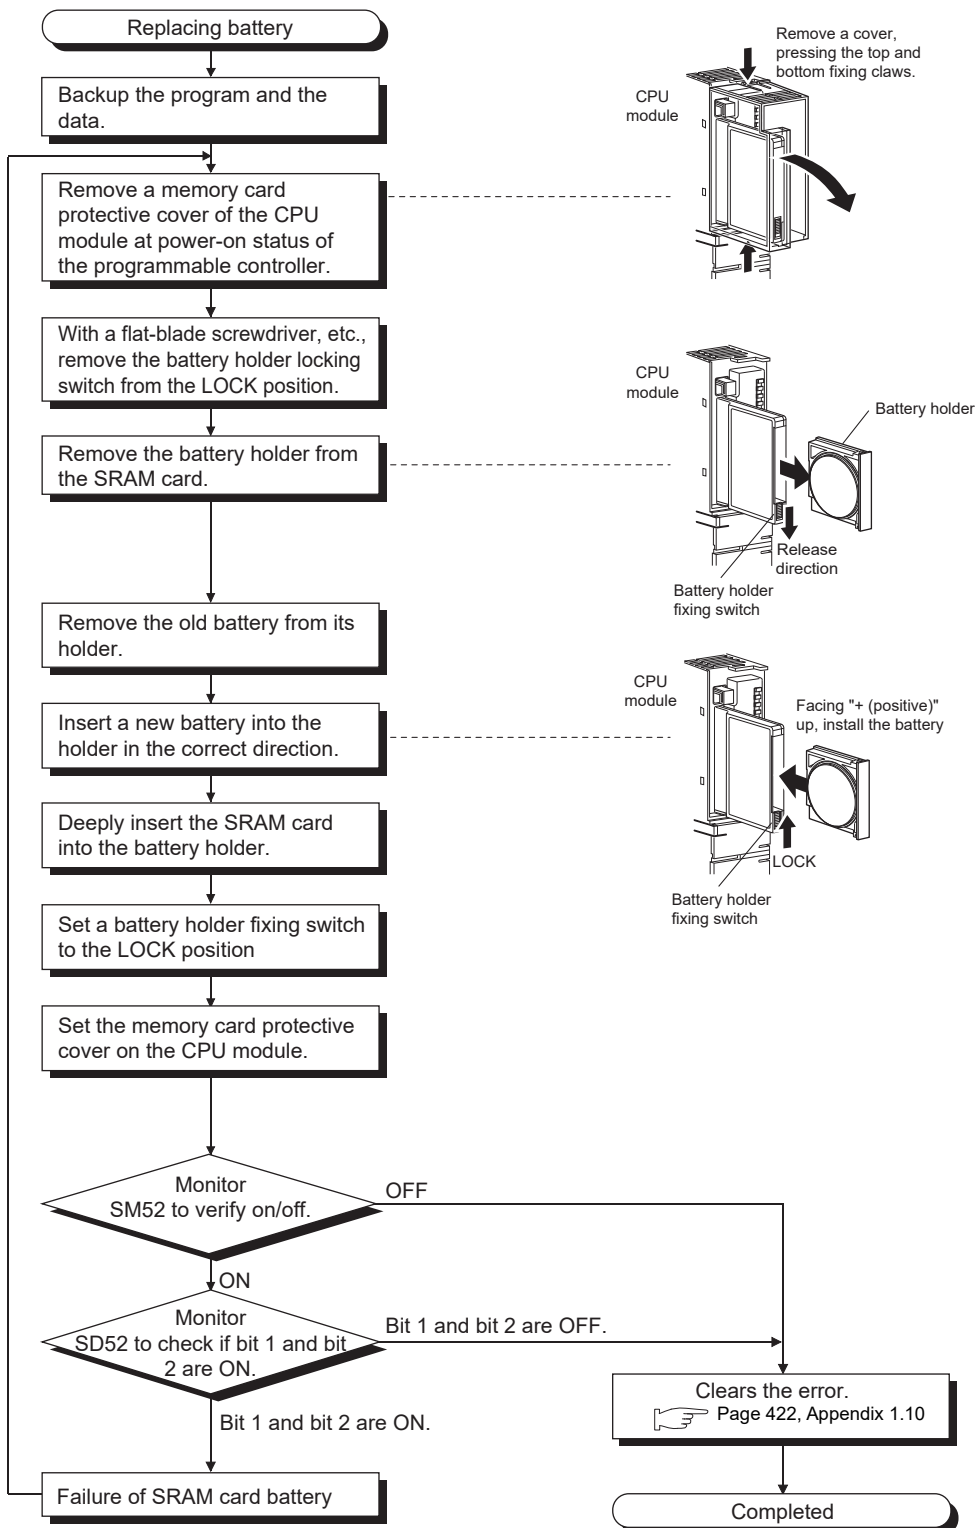 Replacing battery
Backup the program and the
data.
Remove a memory card
protective cover of the CPU
module at power-on status of
the programmable controller.
Remove a cover,
pressing the top and
bottom fixing claws.
CPU
module
With a flat-blade screwdriver, etc.,
remove the battery holder locking
switch from the LOCK position.
Remove the battery holder from
the SRAM card.
CPU
module
Battery holder
Release
direction
Battery holder
fixing switch
Remove the old battery from its
holder.
Insert a new battery into the
holder in the correct direction.
CPU
module
Facing "+ (positive)"
up, install the battery
LOCK
Battery holder
fixing switch
Deeply insert the SRAM card
into the battery holder.
Set a battery holder fixing switch
to the LOCK position
Set the memory card protective
cover on the CPU module.
Monitor
SM52 to verify on/off.
OFF
ON
Monitor
SD52 to check if bit 1 and bit
2 are ON.
Bit 1 and bit 2 are OFF.
Bit 1 and bit 2 are ON.
Clears the error.
Page 422, Appendix 1.10
Failure of SRAM card battery
Completed